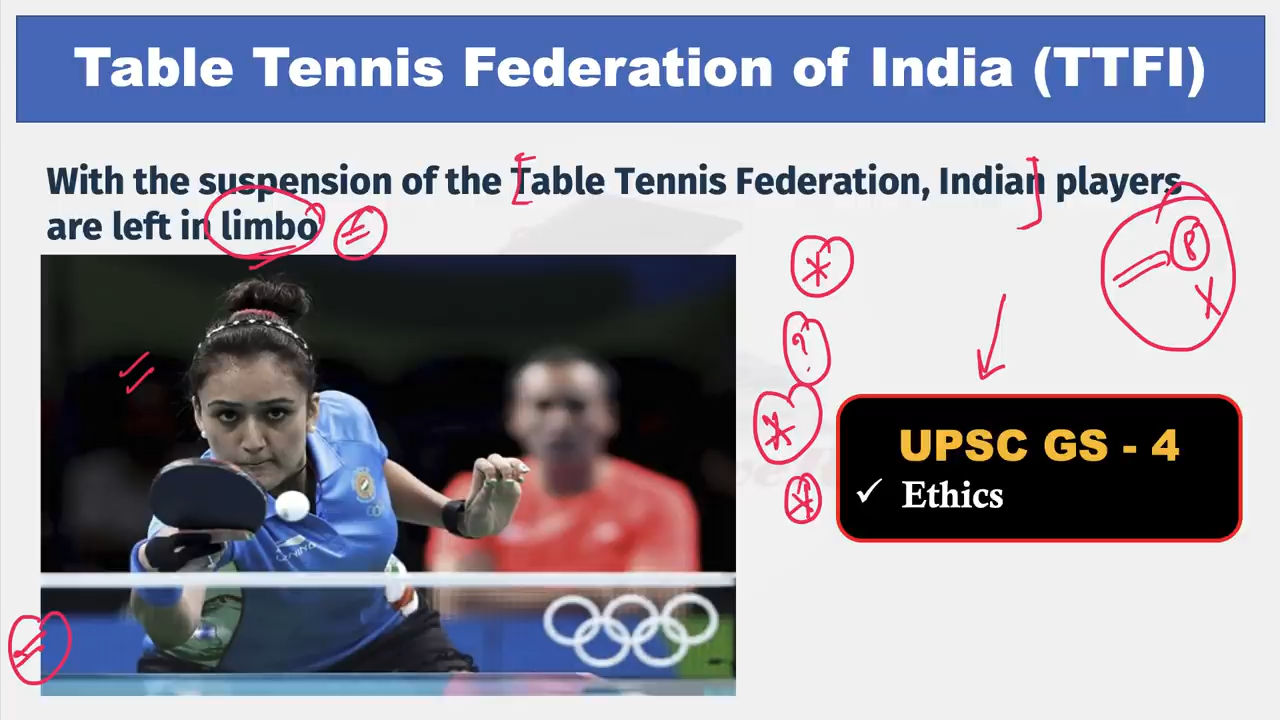 Table Tennis Federation of India (TTFI)
With the suspension of the Table Tennis Federation, Indian players
are left in limbo
UPSC GS - 4
✓ Ethics